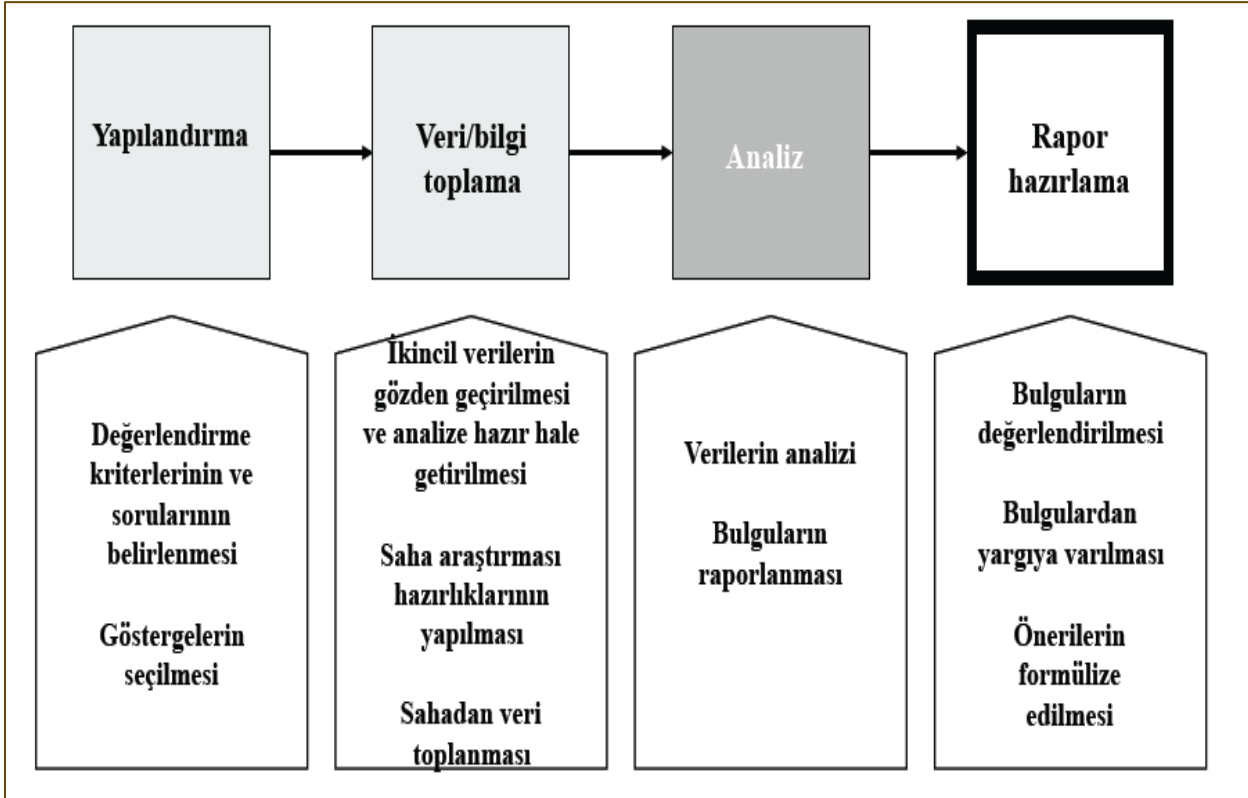 Yapılandırma
Veri/bilgi
toplama
Analiz
Rapor
hazırlama
Değerlendirme
kriterlerinin ve
sorularının
belirlenmesi
Göstergelerin
seçilmesi
İkincil verilerin
gözden geçirilmesi
ve analize hazır hale
getirilmesi
Saha araştırması
hazırlıklarının
yapılması
Sahadan veri
toplanması
Verilerin analizi
Bulguların
raporlanması
Bulguların
değerlendirilmesi
Bulgulardan
yargıya varılması
Önerilerin
formülize
edilmesi